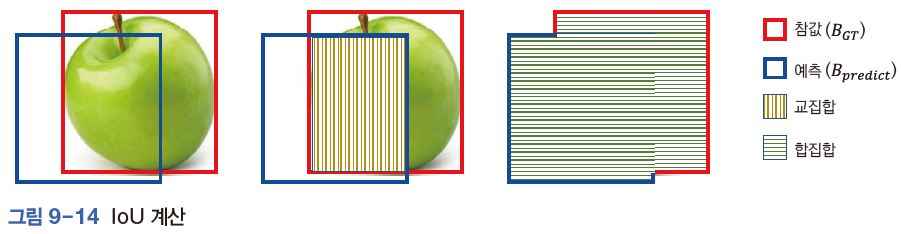 참값 (B_GT)
예측 (B_predict)
교집합
합집합
그림 9-14 IoU 계산